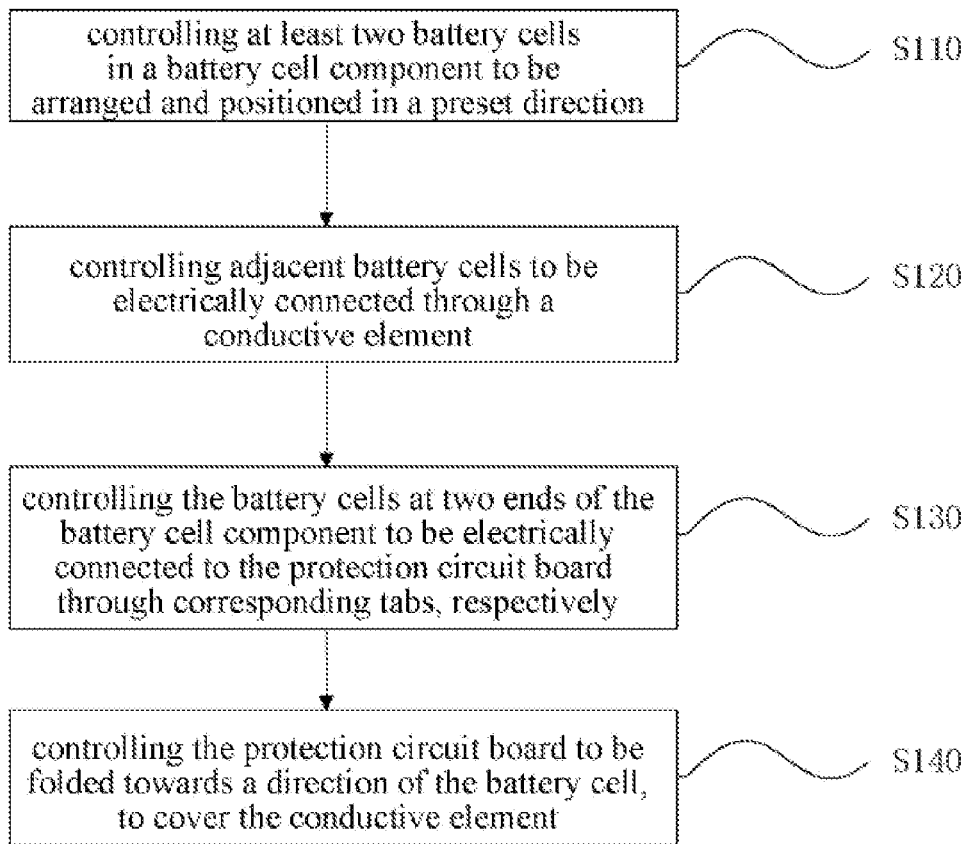 controlling at least two battery cells
in a battery cell component to be
arranged and positioned in a preset direction
S110
controlling adjacent battery cells to be
electrically connected through a
conductive element
S120
controlling the battery cells at two ends of the
battery cell component to be electrically
connected to the protection circuit board
through corresponding tabs, respectively
S130
controlling the protection circuit board to be
folded towards a direction of the battery cell,
to cover the conductive element
S140